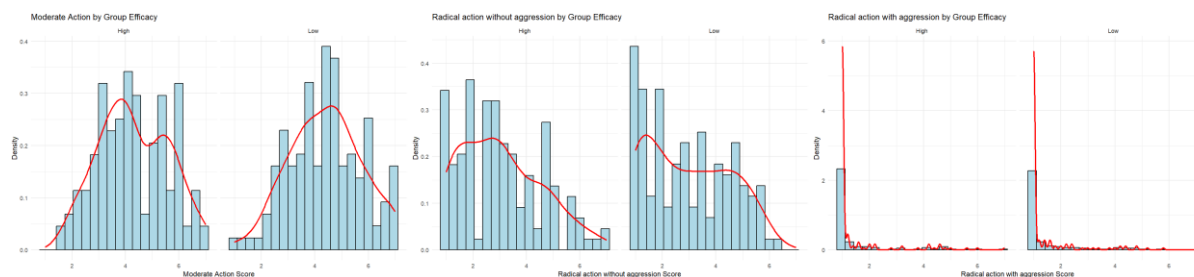 Moderate Action by Group Efficacy
High
Low
0.4
0.3
0.2
0.1
0.0
Density
2
4
6
2
4
6
Moderate Action Score
Radical action without aggression by Group Efficacy
High
Low
0.4
0.3
0.2
0.1
0.0
Density
2
4
6
2
4
6
Radical action without aggression Score
Radical action with aggression by Group Efficacy
High
Low
6
4
2
0
Density
2
4
6
2
4
6
Radical action with aggression Score